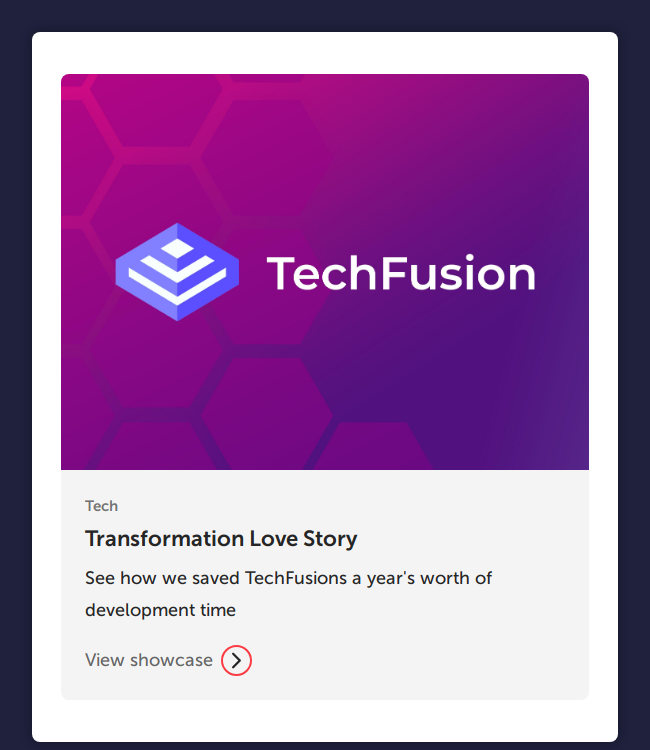 TechFusion
Tech
Transformation Love Story
See how we saved TechFusions a year's worth of
development time
View showcase